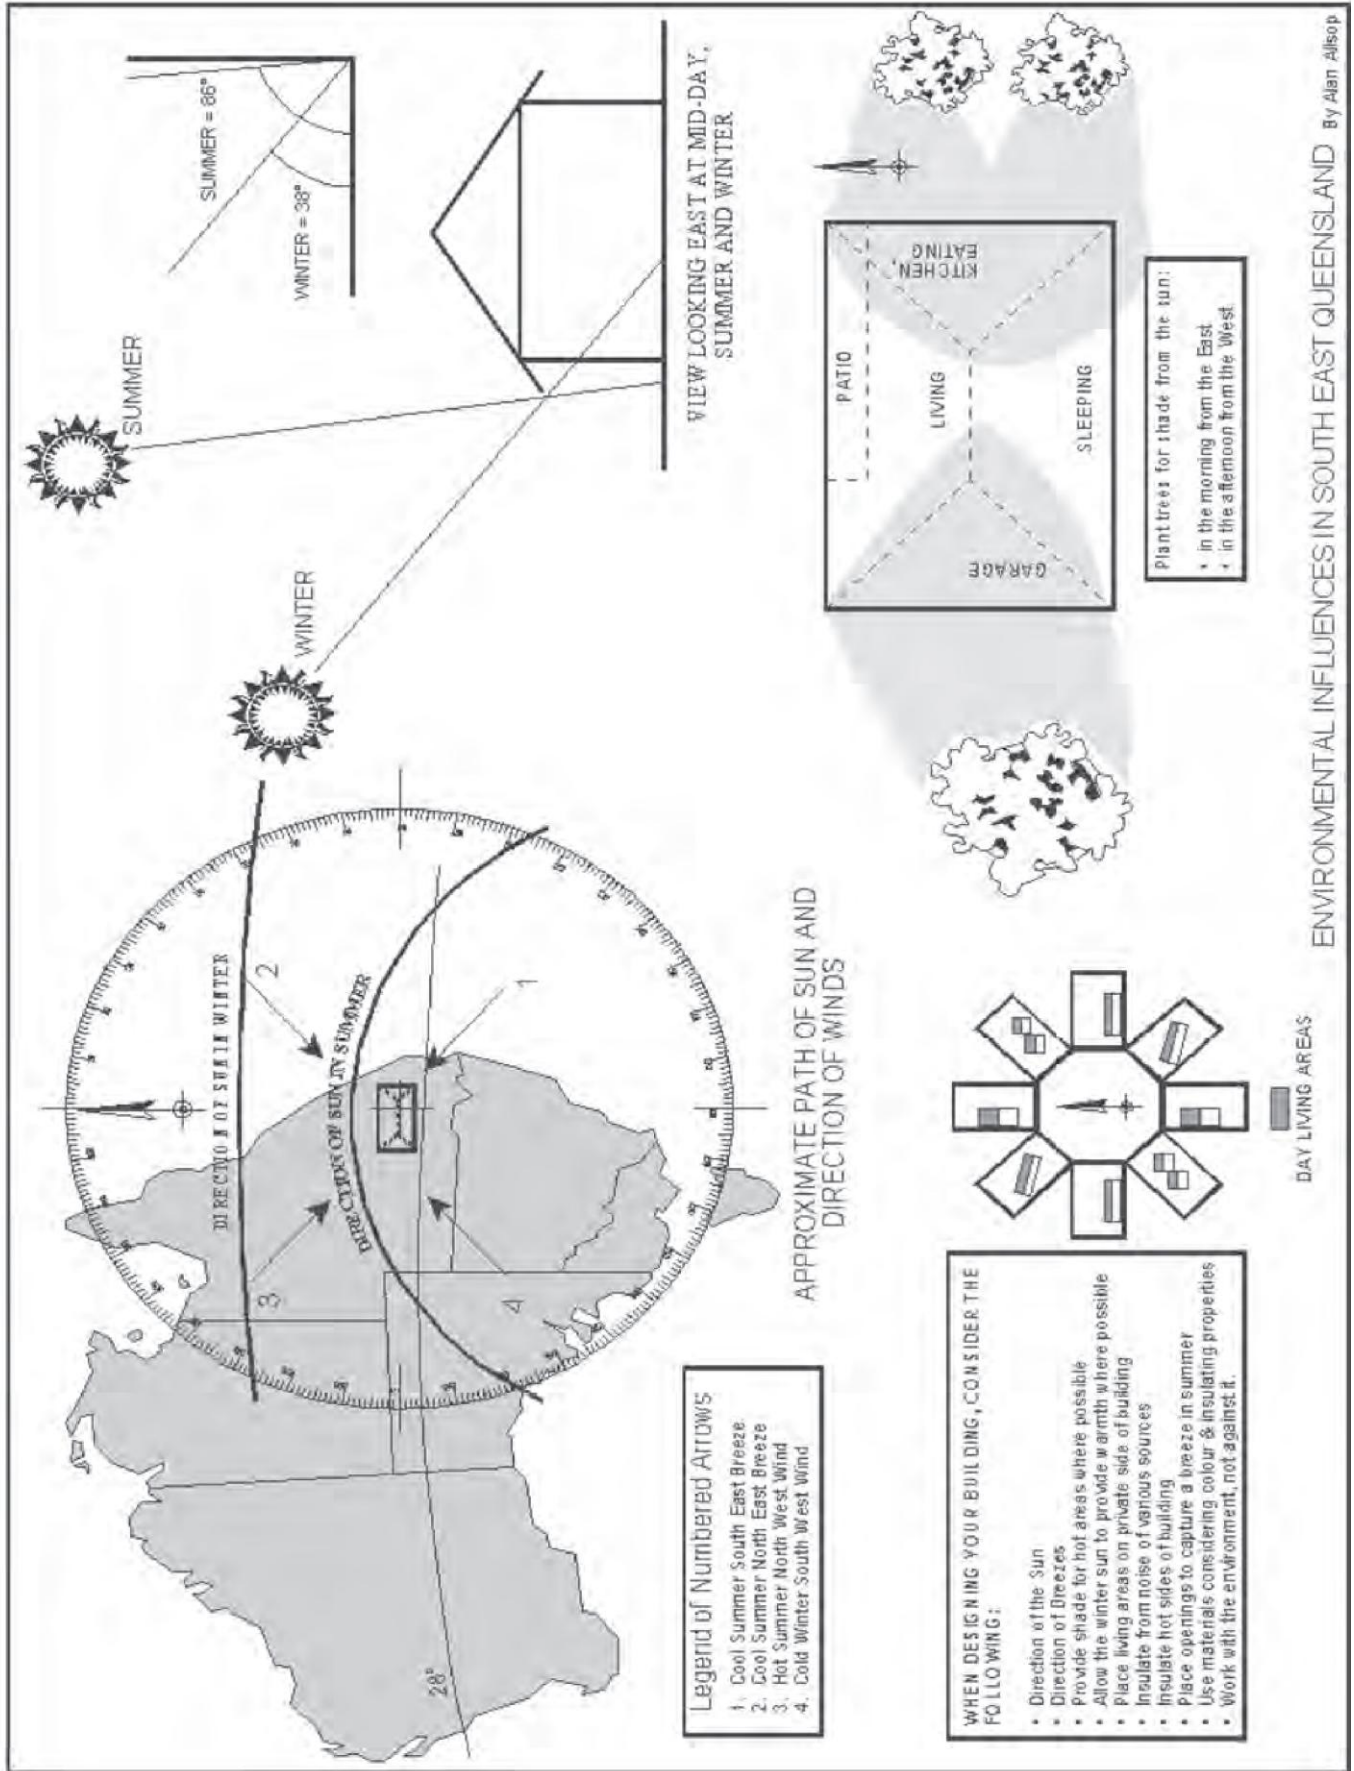 DIRECTION OF SUN IN WINTER
DIRECTION OF SUN IN SUMMER
1
2
3
4
28°
APPROXIMATE PATH OF SUN AND
DIRECTION OF WINDS
Legend of Numbered Arrows
1. Cool Summer South East Breeze
2. Cool Summer North East Breeze
3. Hot Summer North West Wind
4. Cold Winter South West Wind
WINTER
SUMMER
SUMMER = 86°
WINTER = 38°
VIEW LOOKING EAST AT MID-DAY,
SUMMER AND WINTER
WHEN DESIGNING YOUR BUILDING, CONSIDER THE
FOLLOWING:
• Direction of the Sun
• Direction of Breezes
• Provide shade for hot areas where possible
• Allow the winter sun to provide warmth where possible
• Place living areas on private side of building
• Insulate from noise of various sources
• Insulate hot sides of building
• Place openings to capture a breeze in summer
• Use materials considering colour & insulating properties
• Work with the environment, not against it.
DAY LIVING AREAS
PATIO
LIVING
SLEEPING
GARAGE
KITCHEN,
EATING
Plant trees for shade from the sun:
• in the morning from the East
• in the afternoon from the West
ENVIRONMENTAL INFLUENCES IN SOUTH EAST QUEENSLAND By Alan Allsop